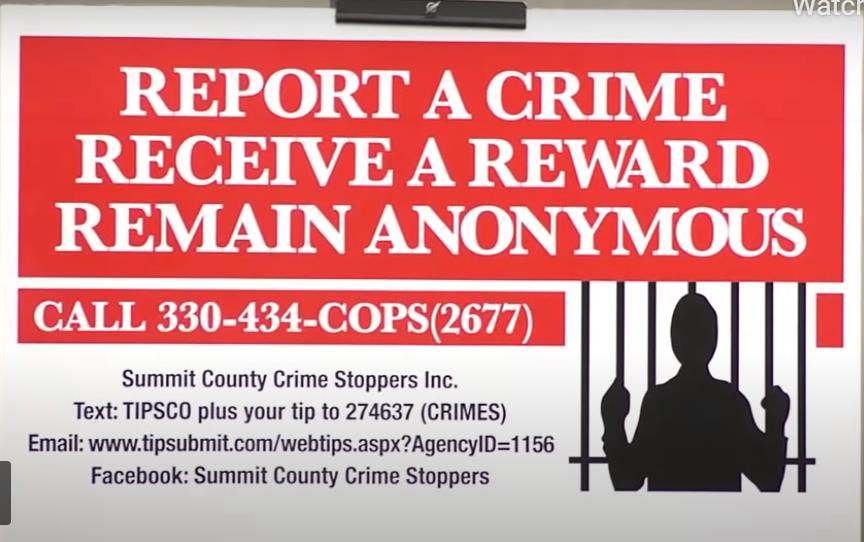 Watch
REPORT A CRIME
RECEIVE A REWARD
REMAIN ANONYMOUS
CALL 330-434-COPS(2677)
Summit County Crime Stoppers Inc.
Text: TIPSCO plus your tip to 274637 (CRIMES)
Email: www.tipsubmit.com/webtips.aspx?AgencyID=1156
Facebook: Summit County Crime Stoppers